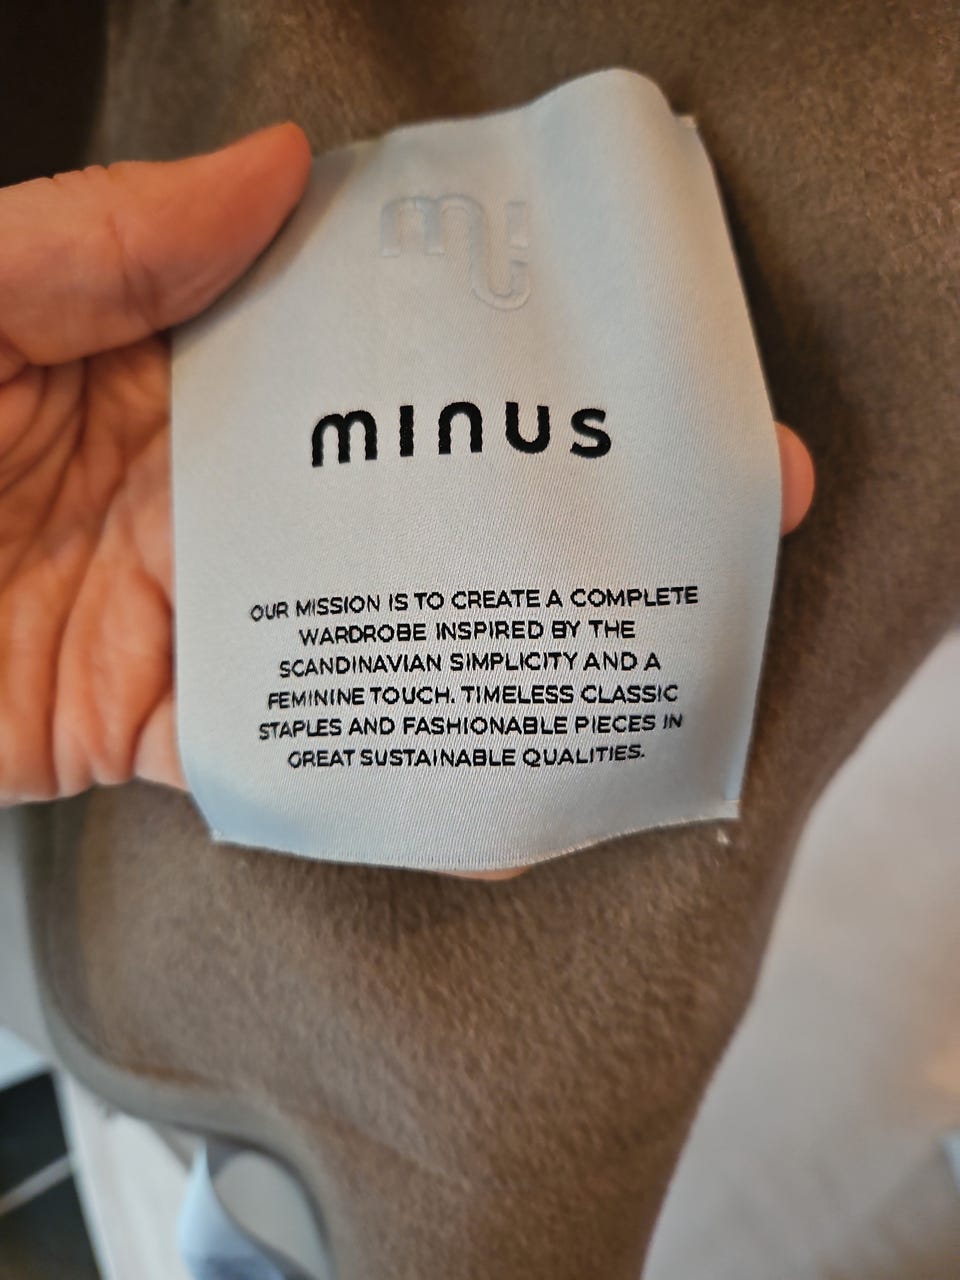 mi
minus
OUR MISSION IS TO CREATE A COMPLETE
WARDROBE INSPIRED BY THE
SCANDINAVIAN SIMPLICITY AND A
FEMININE TOUCH. TIMELESS CLASSIC
STAPLES AND FASHIONABLE PIECES IN
GREAT SUSTAINABLE QUALITIES.